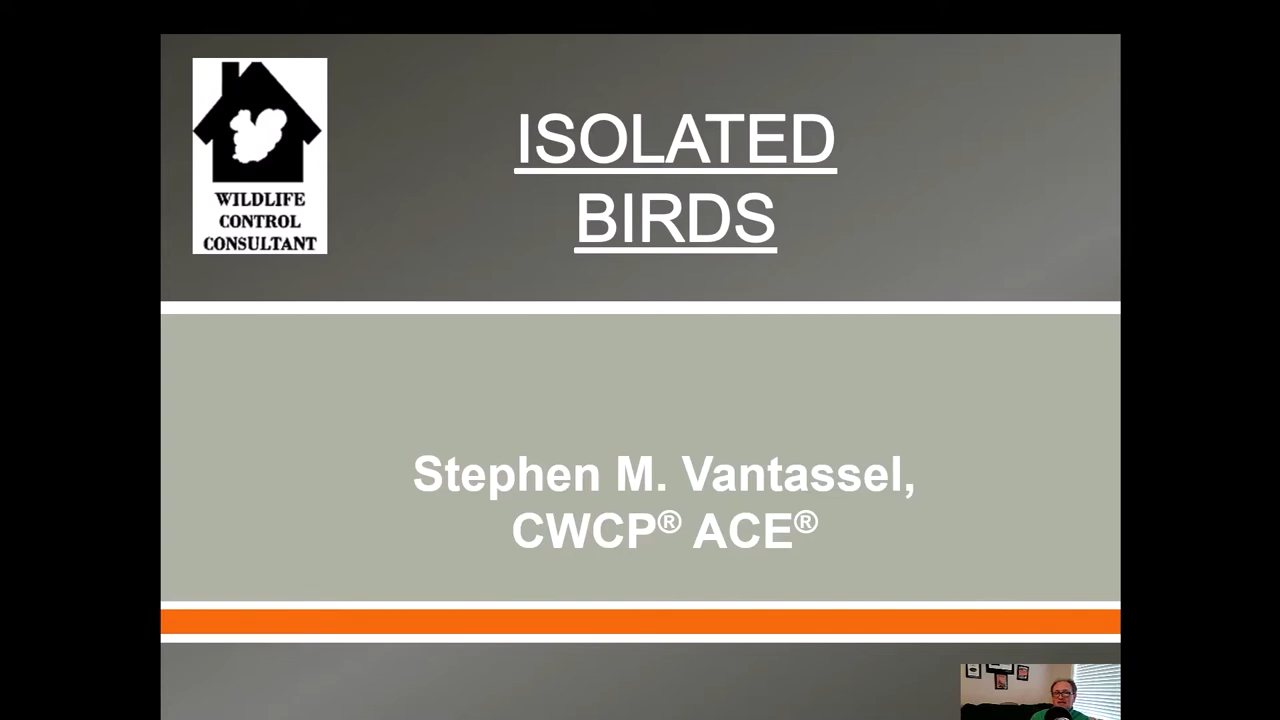 WILDLIFE
CONTROL
CONSULTANT
ISOLATED
BIRDS
Stephen M. Vantassel,
CWCP® ACE®